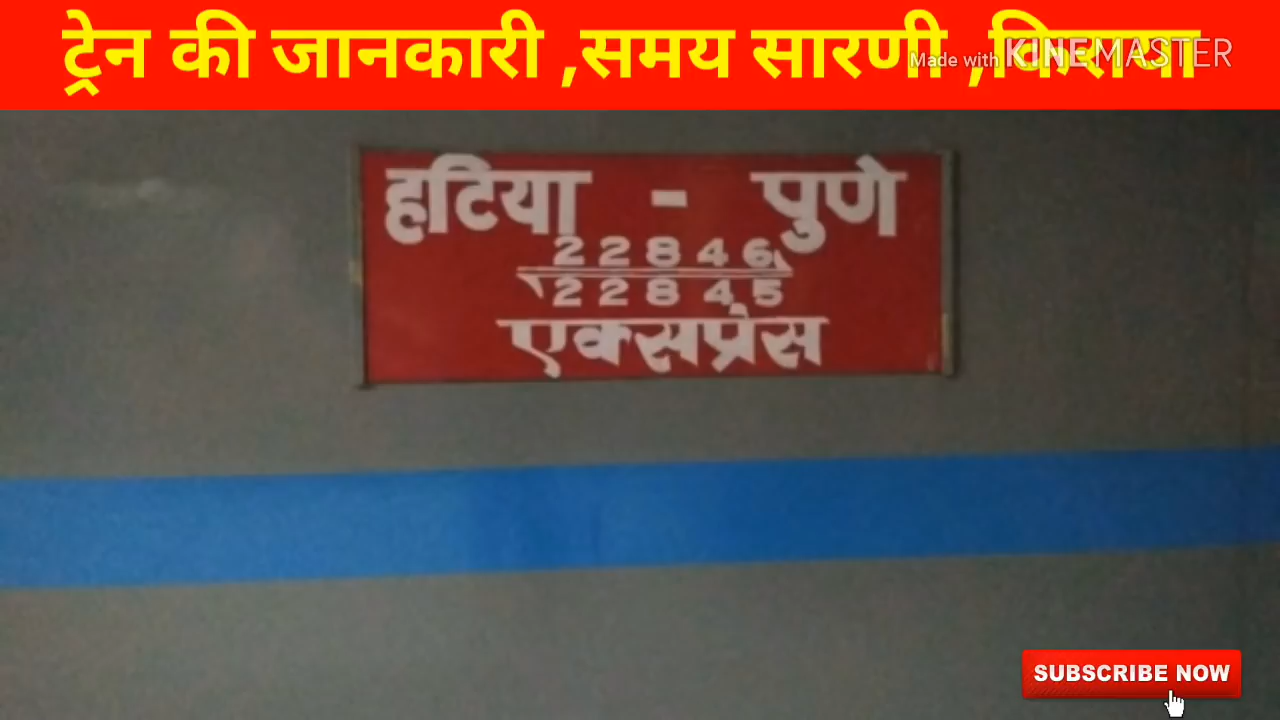 ट्रेन की जानकारी ,समय सारणी ,किराया
Made with KINEMASTER
हटिया - पुणे
22846
22845
एक्सप्रेस
SUBSCRIBE NOW